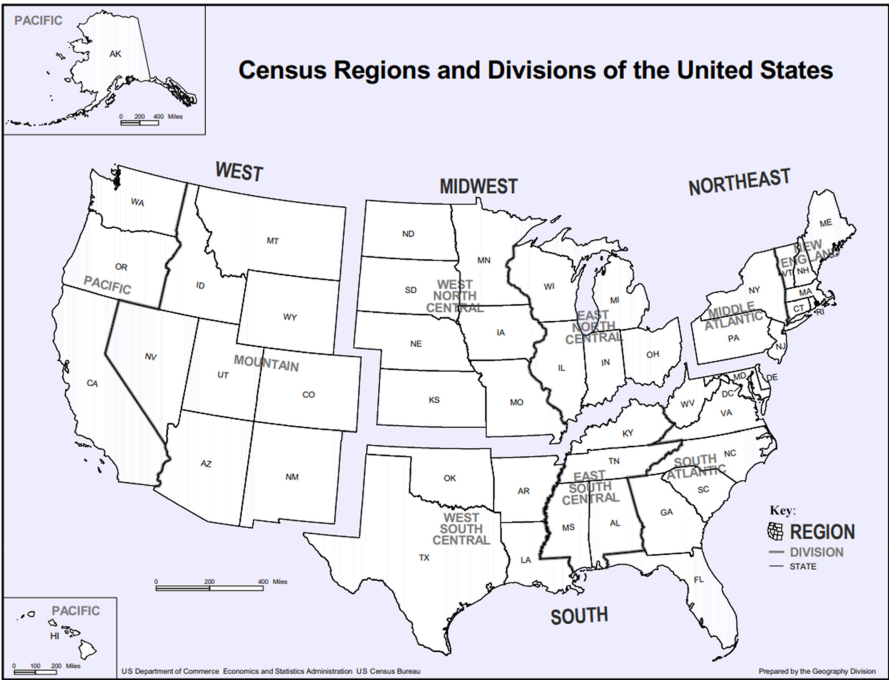 PACIFIC
AK
0 200 400 Miles
Census Regions and Divisions of the United States
WEST
MIDWEST
NORTHEAST
WA
MT
ND
MN
ME
OR
ID
SD
WI
MI
NY
VT
NH
NEW
ENGLAND
PACIFIC
WY
WEST
NORTH
CENTRAL
EAST
NORTH
CENTRAL
MIDDLE
ATLANTIC
MA
CT
RI
NV
NE
IA
PA
NJ
MOUNTAIN
UT
CO
IL
IN
OH
MD
DE
CA
KS
MO
WV
DC
VA
KY
AZ
NM
OK
AR
TN
NC
SOUTH
ATLANTIC
SC
EAST
SOUTH
CENTRAL
MS
AL
GA
WEST
SOUTH
CENTRAL
TX
LA
FL
Key:
REGION
DIVISION
STATE
0 200 400 Miles
SOUTH
PACIFIC
HI
0 100 200 Miles
US Department of Commerce Economics and Statistics Administration US Census Bureau
Prepared by the Geography Division